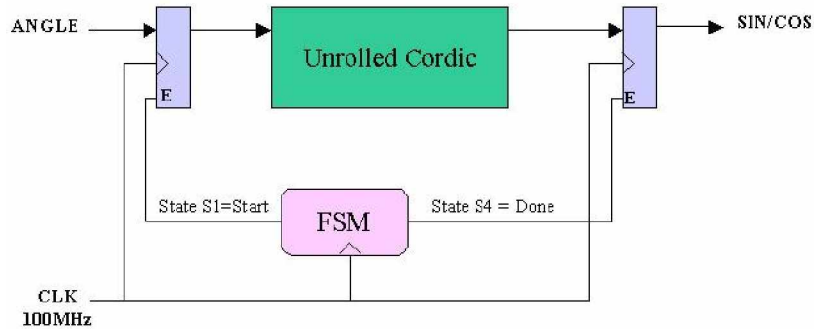 ANGLE
SIN/COS
Unrolled Cordic
E
E
State S1=Start
FSM
State S4 = Done
CLK
100MHz